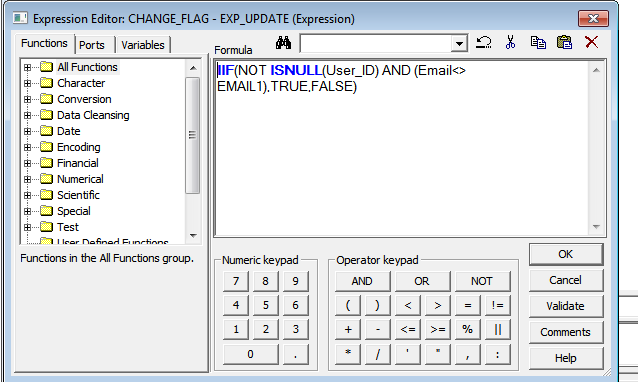 Expression Editor: CHANGE_FLAG - EXP_UPDATE (Expression)
Functions Ports Variables
Formula
All Functions
Character
Conversion
Data Cleansing
Date
Encoding
Financial
Numerical
Scientific
Special
Test
User Defined Functions
IIF(NOT ISNULL(User_ID) AND (Email<>
EMAIL1),TRUE,FALSE)
Functions in the All Functions group.
Numeric keypad
7 8 9
4 5 6
1 2 3
0 .
Operator keypad
AND OR NOT
( ) < > = !=
+ - <= >= % ||
* / ' " , :
OK
Cancel
Validate
Comments
Help